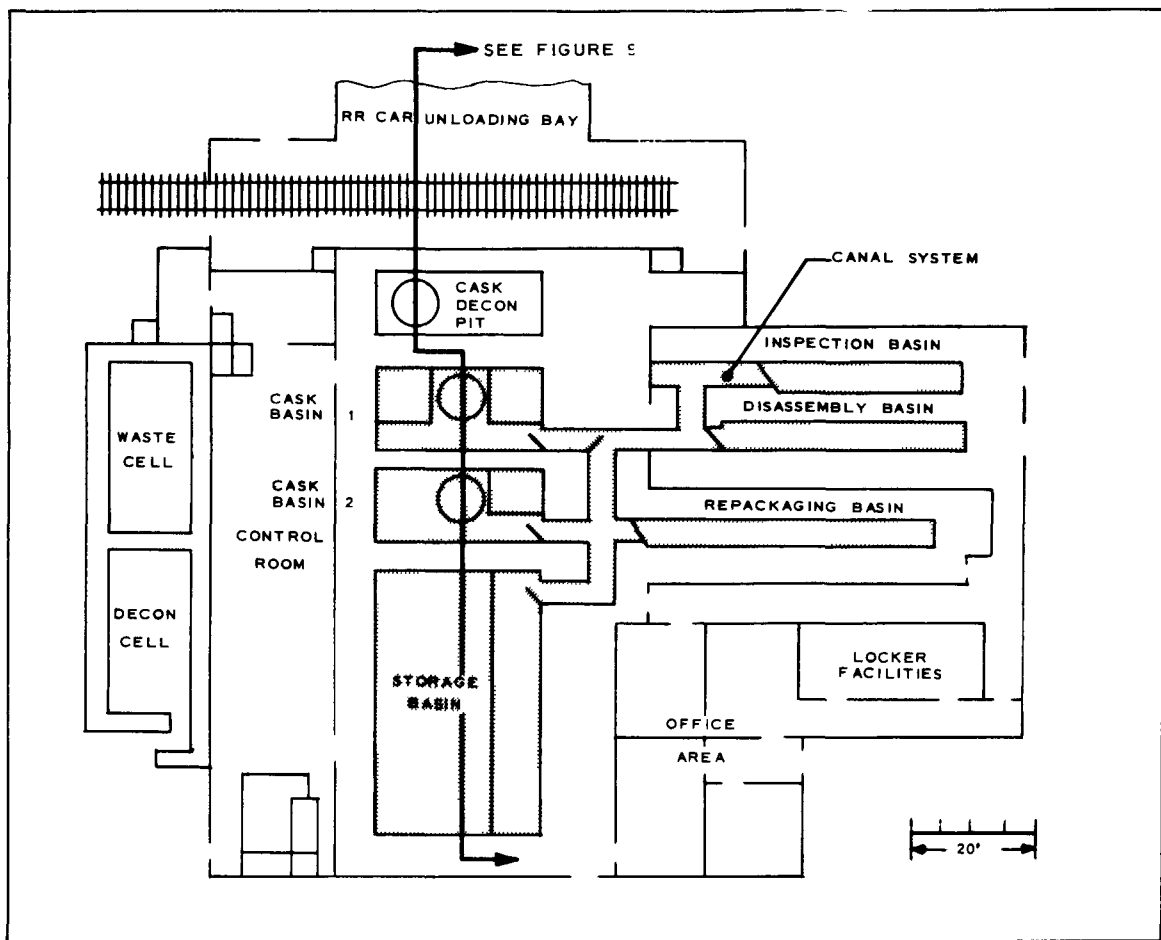 SEE FIGURE
RR CAR UNLOADING BAY
CANAL SYSTEM
CASK
DECON
PIT
INSPECTION BASIN
CASK
BASIN 1
DISASSEMBLY BASIN
WASTE
CELL
CASK
BASIN 2
REPACKAGING BASIN
CONTROL
ROOM
DECON
CELL
STORAGE
BASIN
LOCKER
FACILITIES
OFFICE
AREA
20'